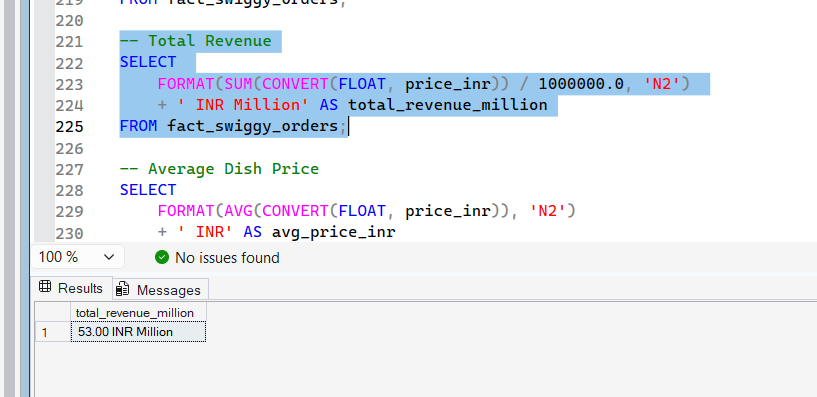 219 FROM fact_swiggy_orders;
220
221 -- Total Revenue
222 SELECT
223 FORMAT(SUM(CONVERT(FLOAT, price_inr)) / 1000000.0, 'N2')
224 + ' INR Million' AS total_revenue_million
225 FROM fact_swiggy_orders;
226
227 -- Average Dish Price
228 SELECT
229 FORMAT(AVG(CONVERT(FLOAT, price_inr)), 'N2')
230 + ' INR' AS avg_price_inr
100 % No issues found
Results Messages
total_revenue_million
1 53.00 INR Million